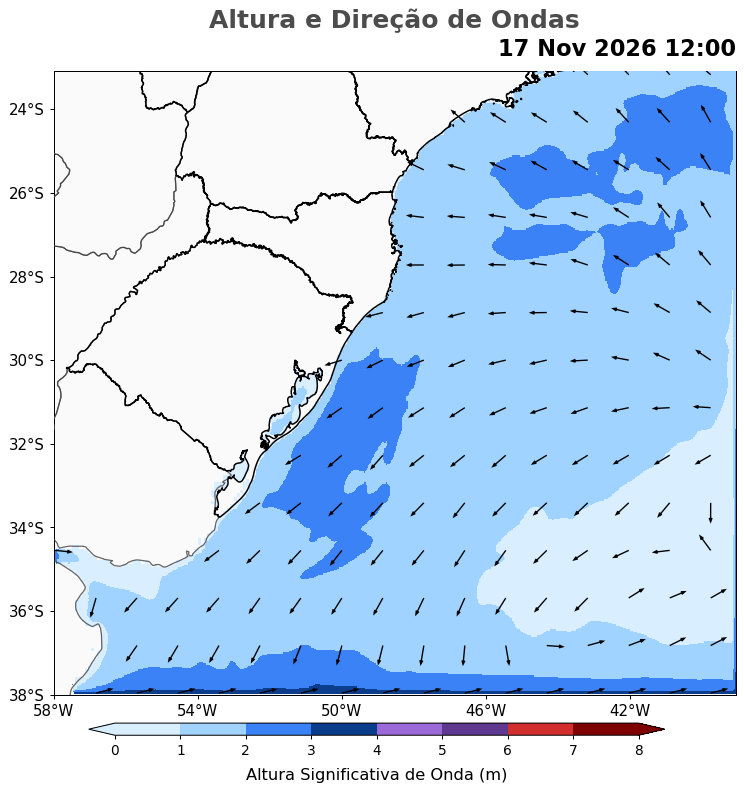 Altura e Direção de Ondas
17 Nov 2026 12:00
24°S
26°S
28°S
30°S
32°S
34°S
36°S
38°S
58°W 54°W 50°W 46°W 42°W
0 1 2 3 4 5 6 7 8
Altura Significativa de Onda (m)